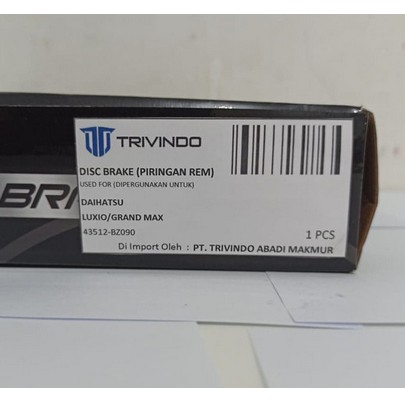 TRIVINDO
DISC BRAKE (PIRINGAN REM)
USED FOR (DIPERGUNAKAN UNTUK)
DAIHATSU
LUXIO/GRAND MAX
43512-BZ090
1 PCS
Di Import Oleh : PT. TRIVINDO ABADI MAKMUR